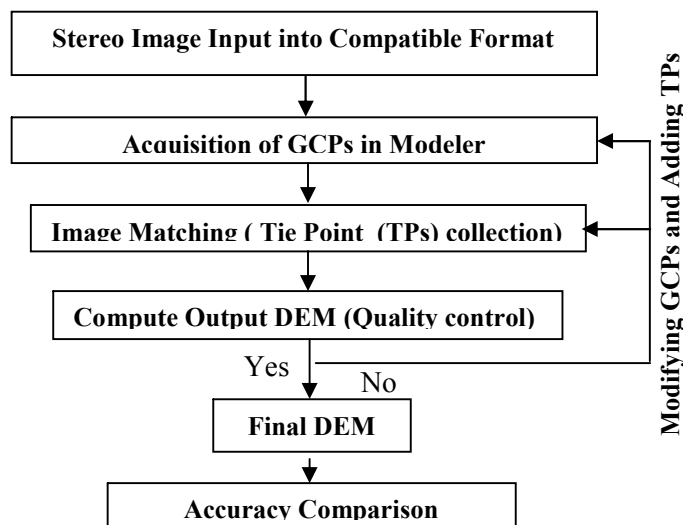 Stereo Image Input into Compatible Format
Acquisition of GCPs in Modeler
Image Matching ( Tie Point (TPs) collection)
Compute Output DEM (Quality control)
Yes
No
Final DEM
Accuracy Comparison
Modifying GCPs and Adding TPs